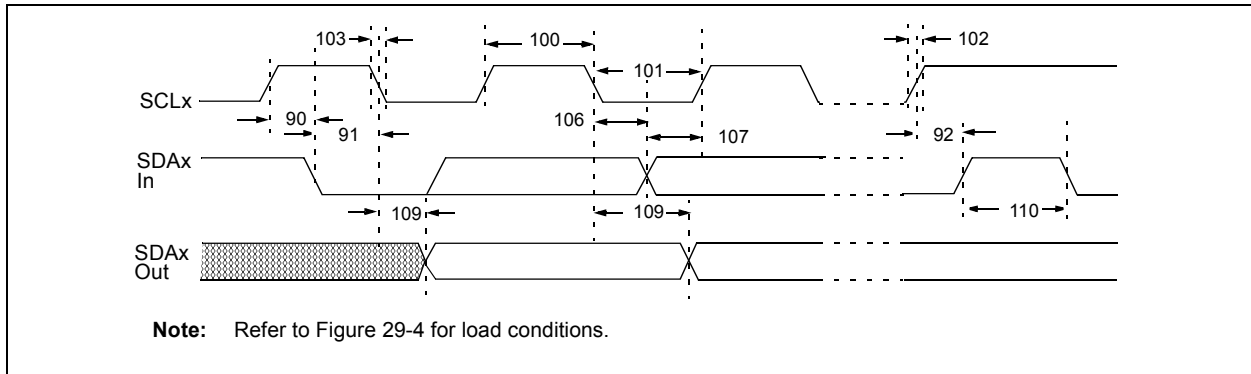 103
100
102
101
SCLx
90
91
106
107
92
SDAx
In
109
109
110
SDAx
Out
Note: Refer to Figure 29-4 for load conditions.